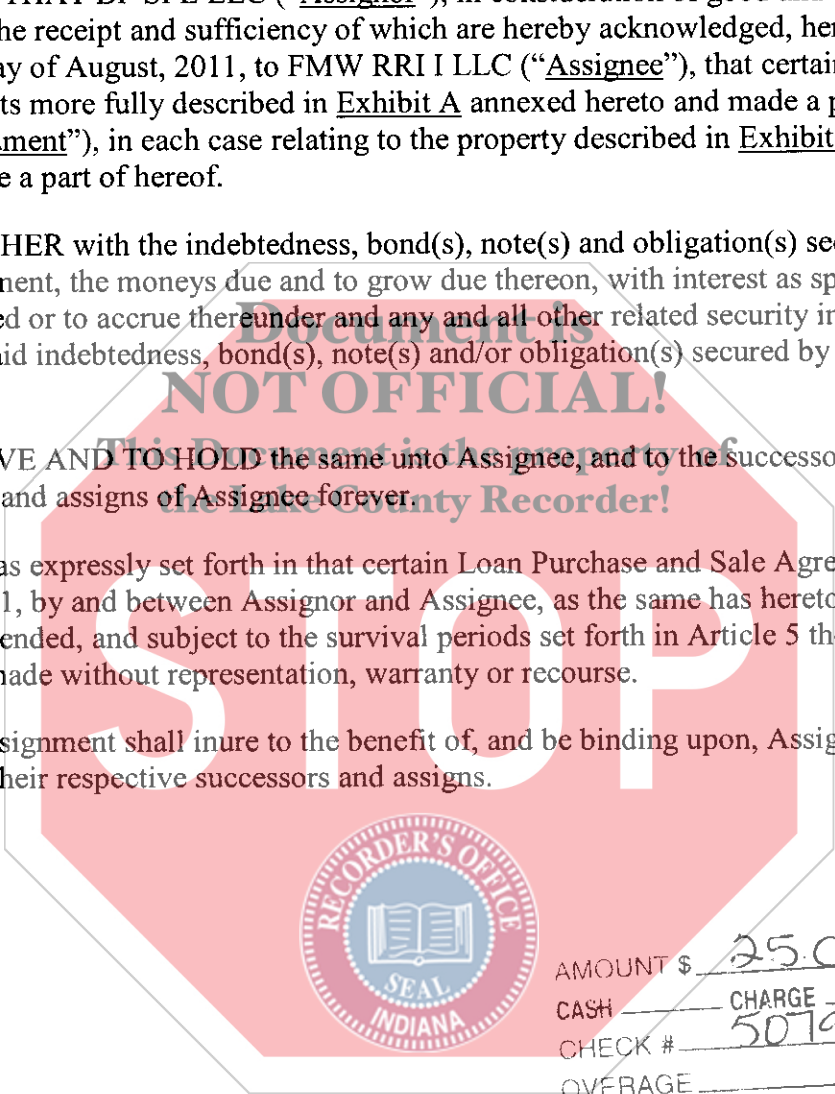 THAT DP SPE LLC ("Assignor"), in consideration of good and
he receipt and sufficiency of which are hereby acknowledged, her
ay of August, 2011, to FMW RRI I LLC ("Assignee"), that certain
ts more fully described in Exhibit A annexed hereto and made a p
ment"), in each case relating to the property described in Exhibit
e a part of hereof.
HER with the indebtedness, bond(s), note(s) and obligation(s) sec
nent, the moneys due and to grow due thereon, with interest as sp
ed or to accrue thereunder and any and all other related security in
aid indebtedness, bond(s), note(s) and/or obligation(s) secured by
Document is
NOT OFFICIAL!
This Document is the property of
the Lake County Recorder!
VE AND TO HOLD the same unto Assignee, and to the successo
and assigns of Assignee forever.
as expressly set forth in that certain Loan Purchase and Sale Agre
1, by and between Assignor and Assignee, as the same has hereto
ended, and subject to the survival periods set forth in Article 5 th
nade without representation, warranty or recourse.
STOP
signment shall inure to the benefit of, and be binding upon, Assig
heir respective successors and assigns.
RECORDER'S OFFICE
SEAL
INDIANA
AMOUNT $ 25.0
CASH CHARGE
CHECK # 5079
OVERAGE